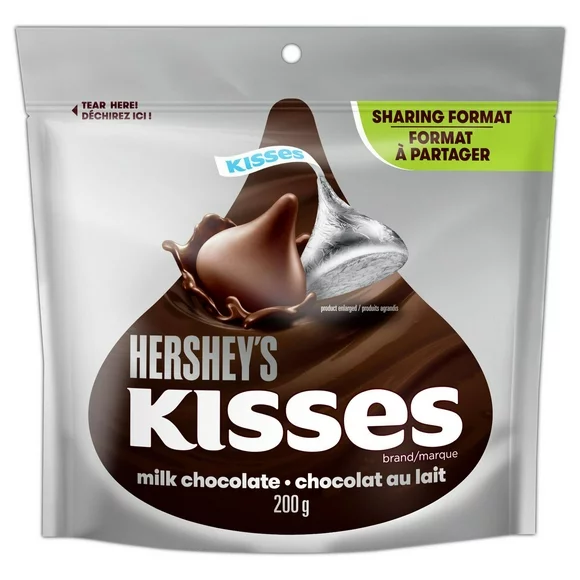 TEAR HERE!
DÉCHIREZ ICI !
SHARING FORMAT
FORMAT
À PARTAGER
KISSES
product enlarged / produits agrandis
HERSHEY'S
KISSES
brand/marque
milk chocolate • chocolat au lait
200 g